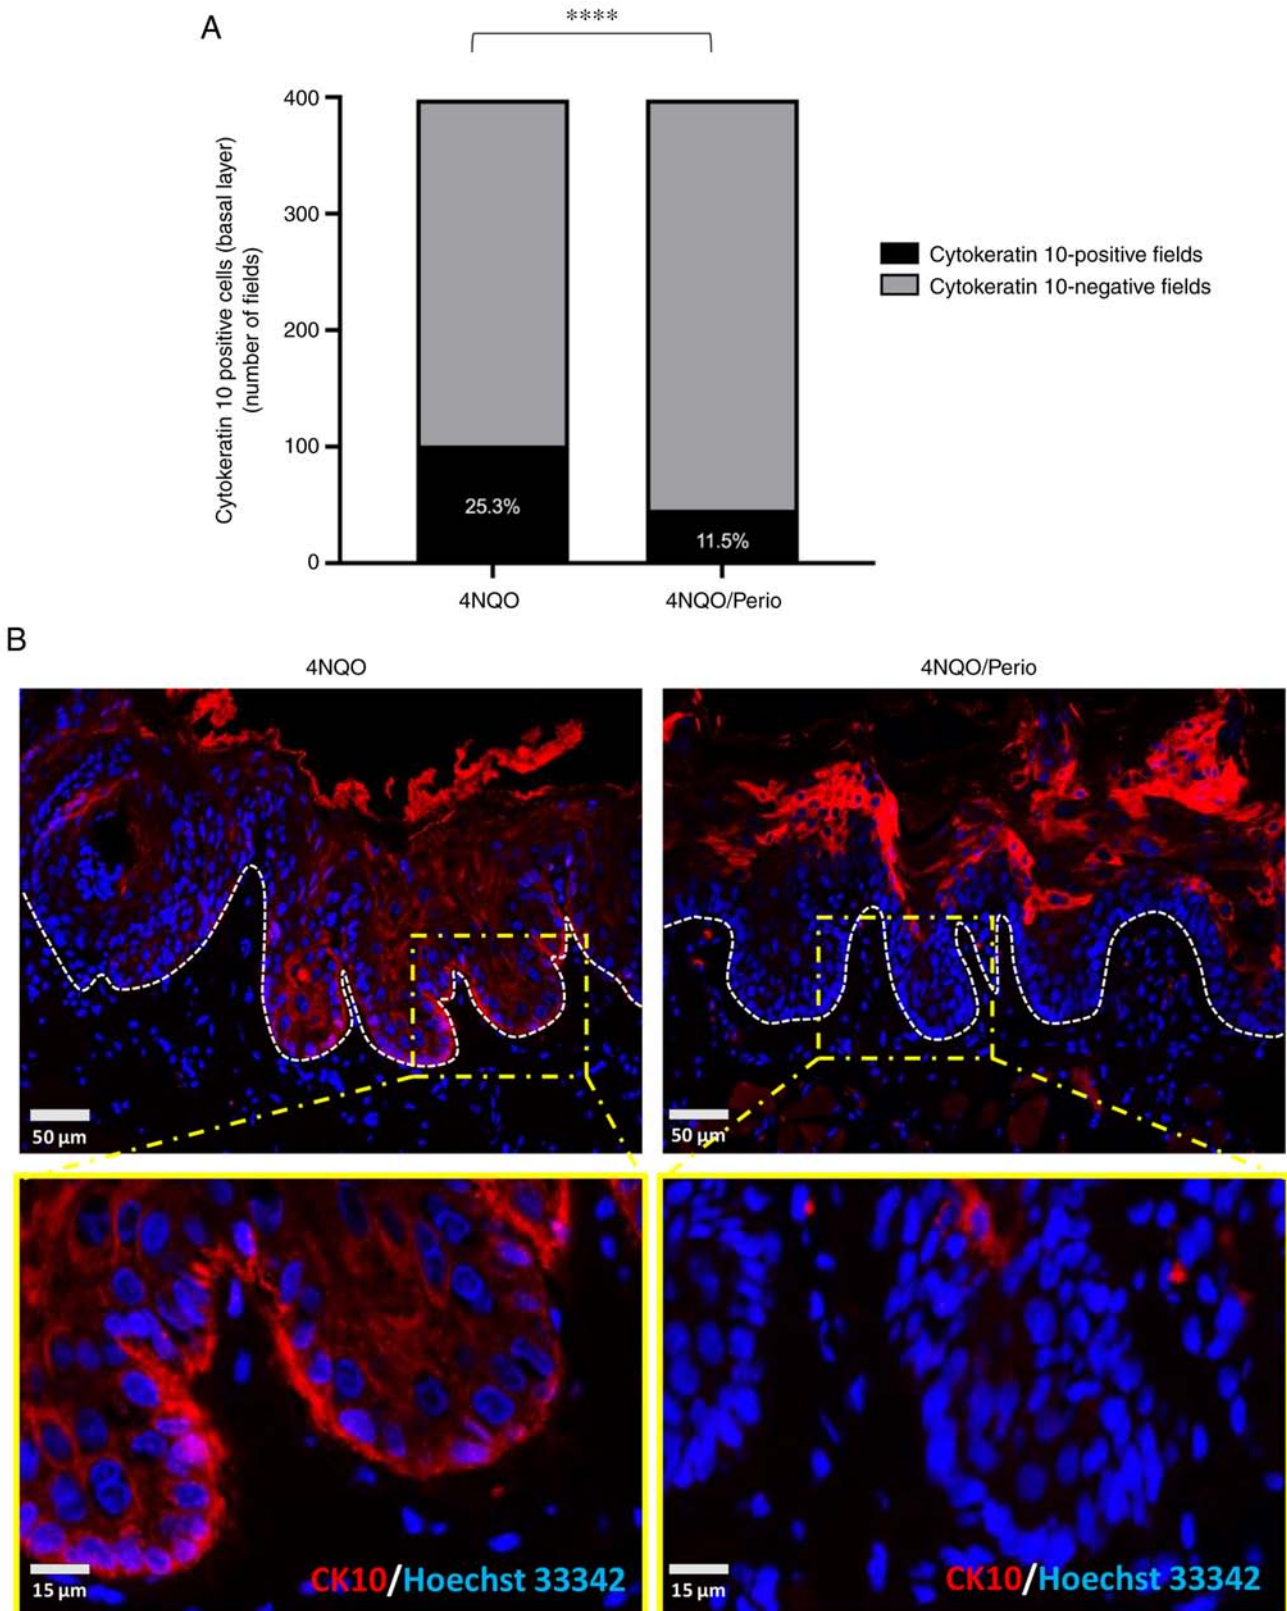 A
****
Cytokeratin 10 positive cells (basal layer)
(number of fields)
400
300
200
100
0
25.3%
11.5%
4NQO
4NQO/Perio
Cytokeratin 10-positive fields
Cytokeratin 10-negative fields
B
4NQO
4NQO/Perio
50 µm
50 µm
15 µm
CK10/Hoechst 33342
15 µm
CK10/Hoechst 33342